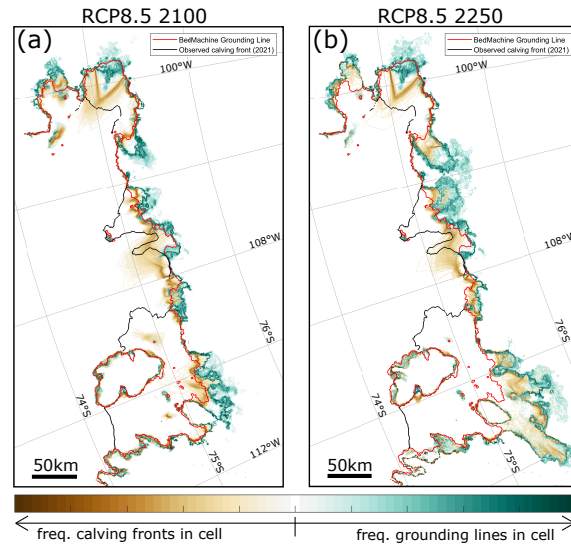 RCP8.5 2100
RCP8.5 2250
(a)
BedMachine Grounding Line
Observed calving front (2021)
100°W
108°W
76°S
74°S
75°S
112°W
50km
(b)
BedMachine Grounding Line
Observed calving front (2021)
100°W
108°W
76°S
74°S
75°S
50km
freq. calving fronts in cell
freq. grounding lines in cell